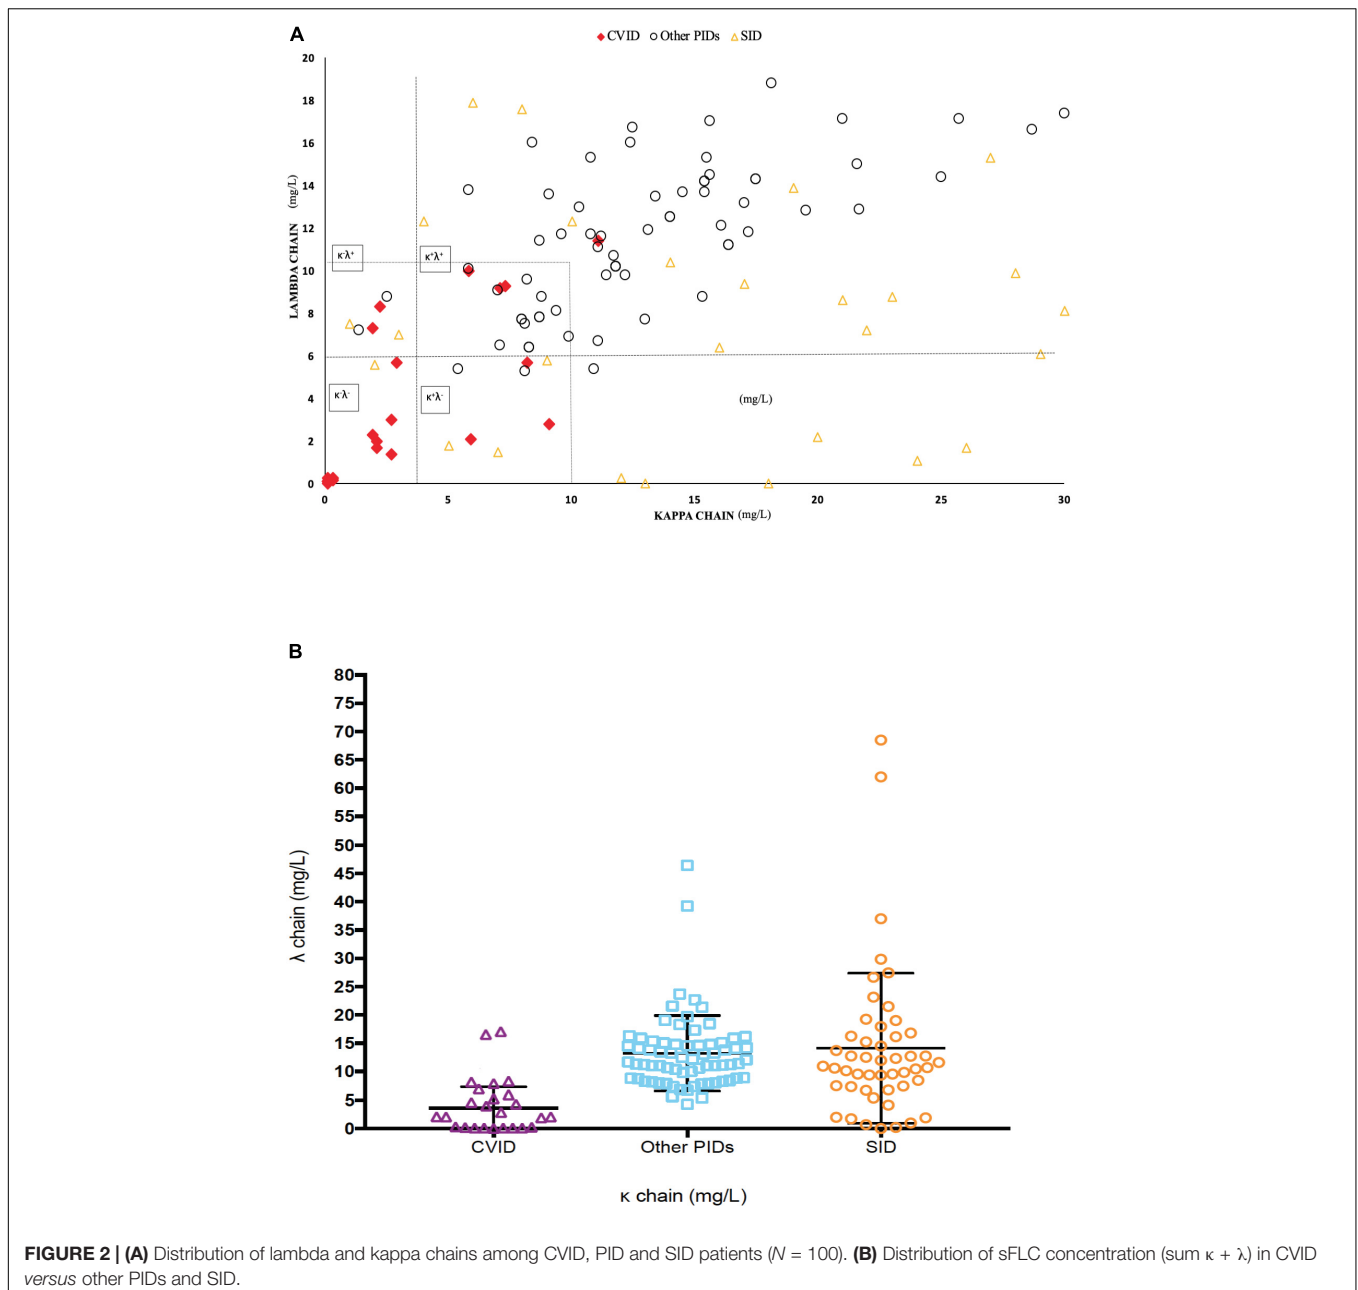 A
CVID Other PIDs SID
20
18
16
14
12
10
8
6
4
2
0
LAMBDA CHAIN (mg/L)
κ-λ+
κ+λ+
κ-λ-
κ+λ-
(mg/L)
0 5 10 15 20 25 30
KAPPA CHAIN (mg/L)
B
80
75
70
65
60
55
50
45
40
35
30
25
20
15
10
5
0
λ chain (mg/L)
CVID Other PIDs SID
κ chain (mg/L)
FIGURE 2 | (A) Distribution of lambda and kappa chains among CVID, PID and SID patients (N = 100). (B) Distribution of sFLC concentration (sum κ + λ) in CVID
versus other PIDs and SID.